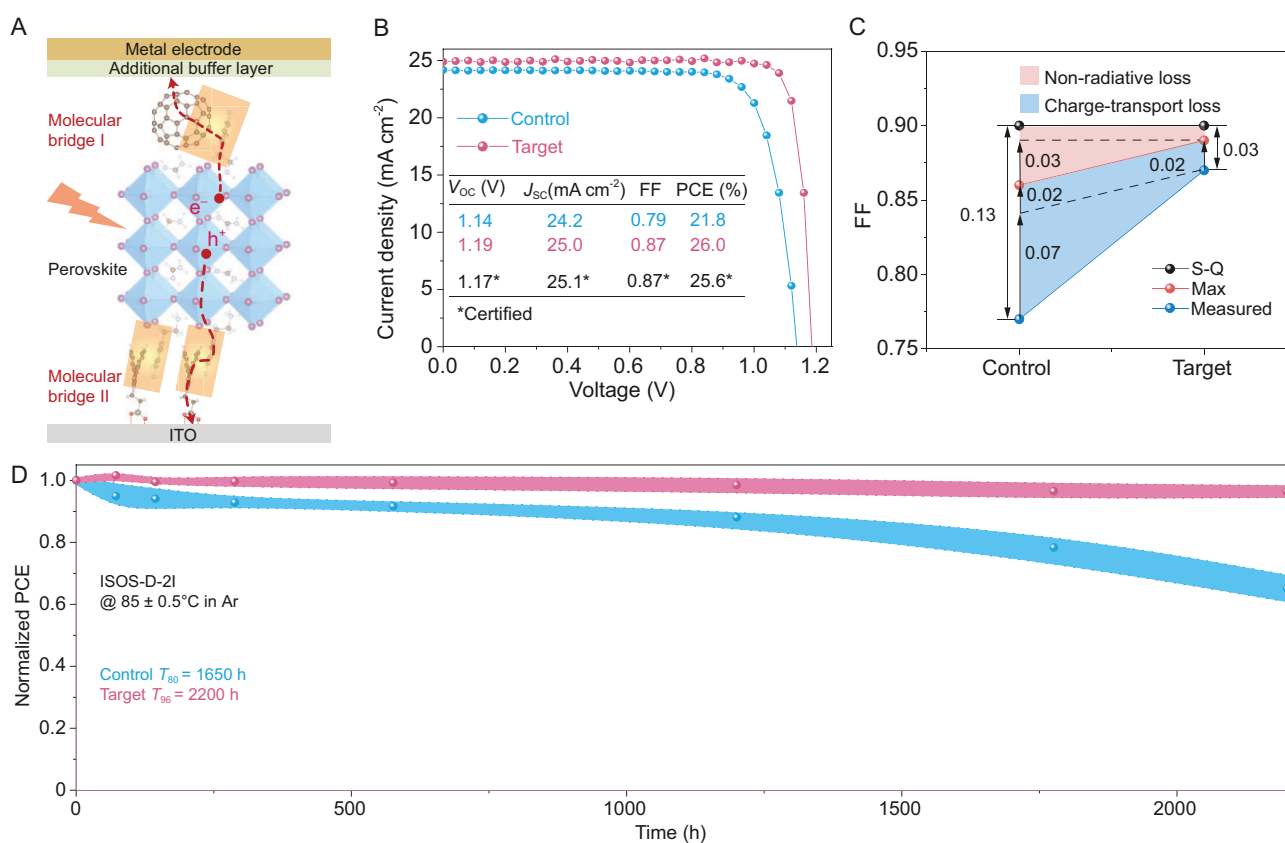 A
Metal electrode
Additional buffer layer
Molecular
bridge I
e⁻
h⁺
Perovskite
Molecular
bridge II
ITO
B
Current density (mA cm⁻²)
25
20
15
10
5
0
Control
Target
V_OC (V) J_SC(mA cm⁻²) FF PCE (%)
1.14 24.2 0.79 21.8
1.19 25.0 0.87 26.0
1.17* 25.1* 0.87* 25.6*
*Certified
0.0 0.2 0.4 0.6 0.8 1.0 1.2
Voltage (V)
C
FF
0.95
0.90
0.85
0.80
0.75
Non-radiative loss
Charge-transport loss
0.03
0.02
0.13
0.07
0.02
0.03
S-Q
Max
Measured
Control Target
D
Normalized PCE
1.0
0.8
0.6
0.4
0.2
0
ISOS-D-2I
@ 85 ± 0.5°C in Ar
Control T₈₀ = 1650 h
Target T₉₆ = 2200 h
0 500 1000 1500 2000
Time (h)